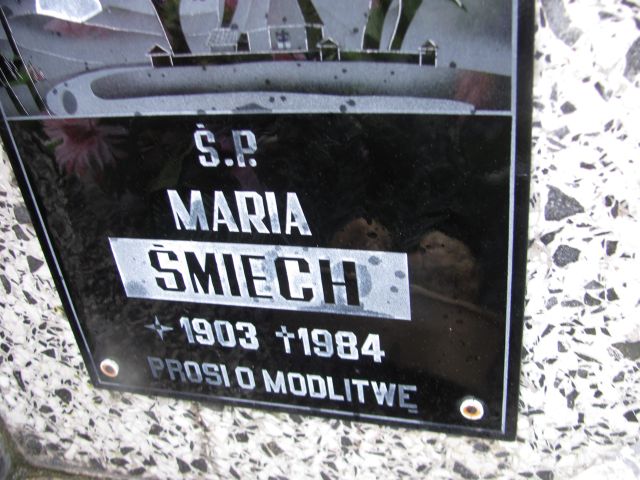 Ś.P.
MARIA
ŚMIECH
1903 †1984
PROSI O MODLITWĘ